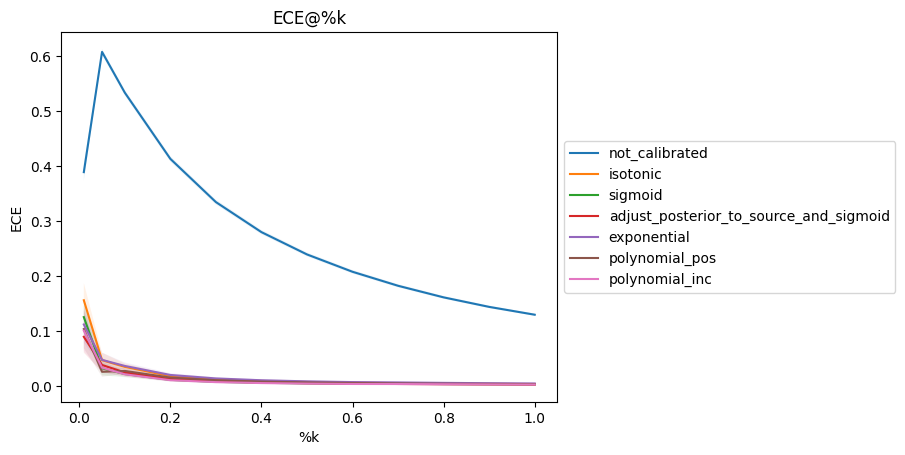 ECE@%k
ECE
0.6
0.5
0.4
0.3
0.2
0.1
0.0
0.0 0.2 0.4 0.6 0.8 1.0
%k
not_calibrated
isotonic
sigmoid
adjust_posterior_to_source_and_sigmoid
exponential
polynomial_pos
polynomial_inc